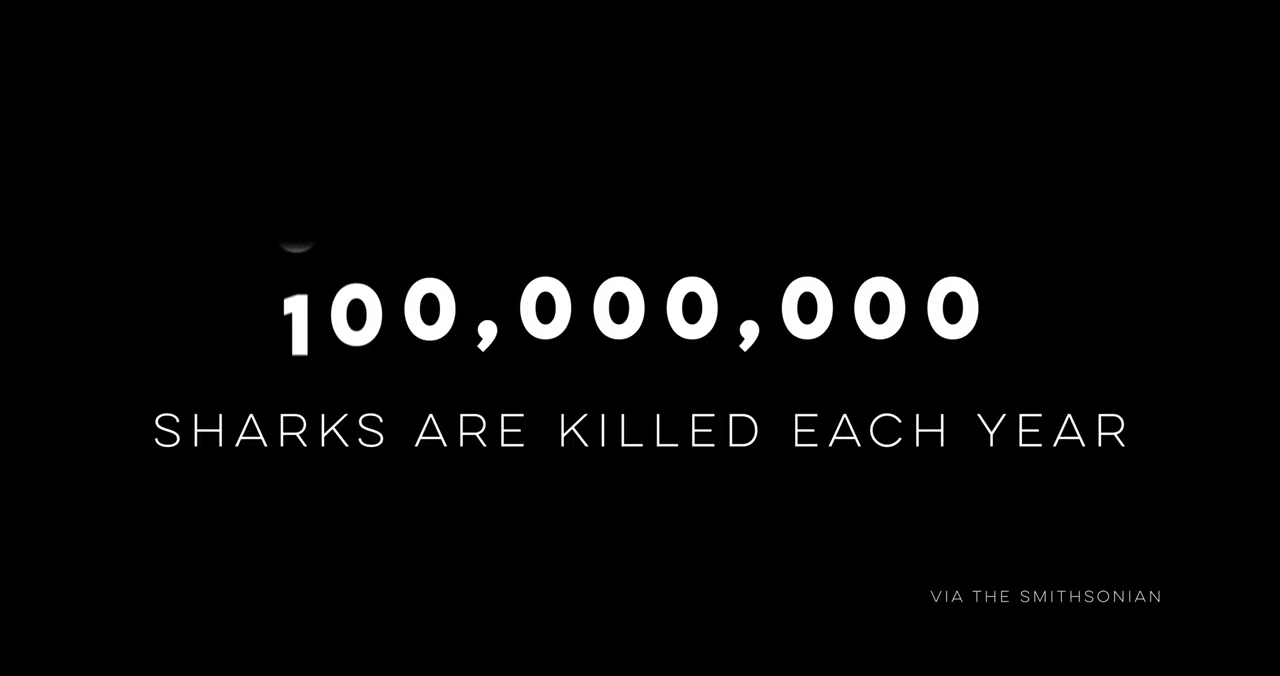 100,000,000
SHARKS ARE KILLED EACH YEAR
VIA THE SMITHSONIAN